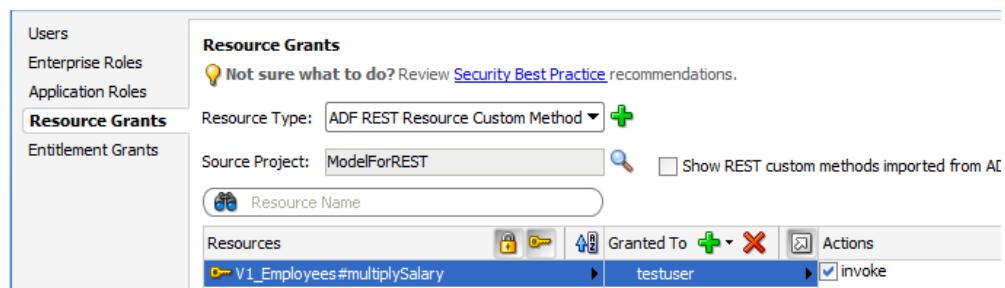 Users
Enterprise Roles
Application Roles
Resource Grants
Entitlement Grants
Resource Grants
Not sure what to do? Review Security Best Practice recommendations.
Resource Type: ADF REST Resource Custom Method
Source Project: ModelForREST
Show REST custom methods imported from AD
Resource Name
Resources Granted To Actions
V1_Employees#multiplySalary testuser invoke